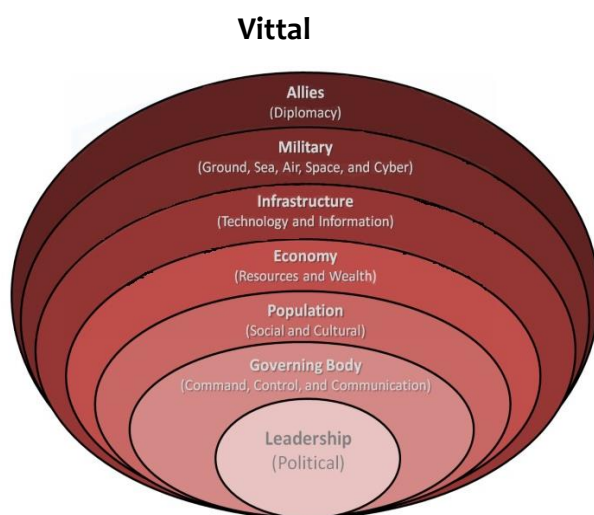 Vittal
Allies
(Diplomacy)
Military
(Ground, Sea, Air, Space, and Cyber)
Infrastructure
(Technology and Information)
Economy
(Resources and Wealth)
Population
(Social and Cultural)
Governing Body
(Command, Control, and Communication)
Leadership
(Political)